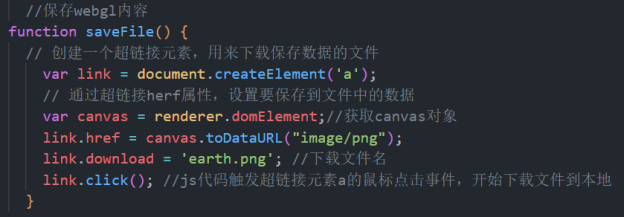 //保存webgl内容
function saveFile() {
// 创建一个超链接元素，用来下载保存数据的文件
var link = document.createElement('a');
// 通过超链接herf属性，设置要保存到文件中的数据
var canvas = renderer.domElement;//获取canvas对象
link.href = canvas.toDataURL("image/png");
link.download = 'earth.png'; //下载文件名
link.click(); //js代码触发超链接元素a的鼠标点击事件，开始下载文件到本地
}